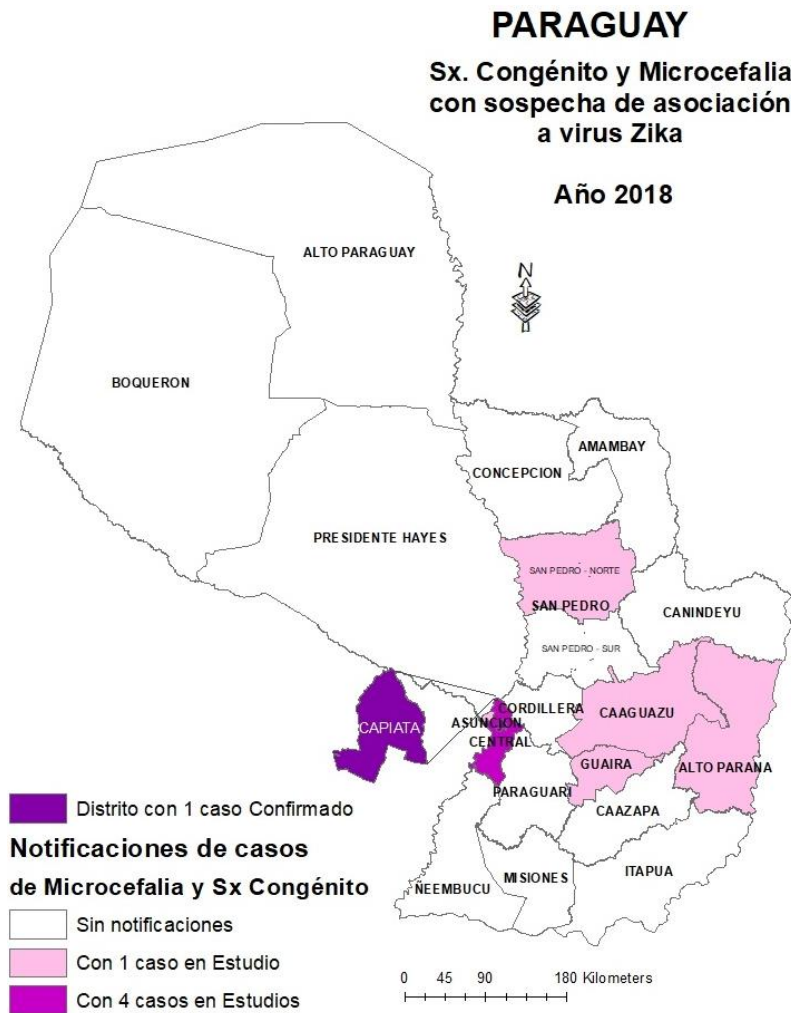 PARAGUAY
Sx. Congénito y Microcefalia
con sospecha de asociación
a virus Zika
Año 2018
N
ALTO PARAGUAY
BOQUERON
AMAMBAY
CONCEPCION
PRESIDENTE HAYES
SAN PEDRO - NORTE
SAN PEDRO
CANINDEYU
SAN PEDRO - SUR
CORDILLERA
CAAGUAZU
CAPIATA
ASUNCION
CENTRAL
GUAIRA
ALTO PARANA
PARAGUARI
CAAZAPA
ITAPUA
MISIONES
ÑEEMBUCU
Distrito con 1 caso Confirmado
Notificaciones de casos
de Microcefalia y Sx Congénito
Sin notificaciones
Con 1 caso en Estudio
Con 4 casos en Estudios
0 45 90 180 Kilometers